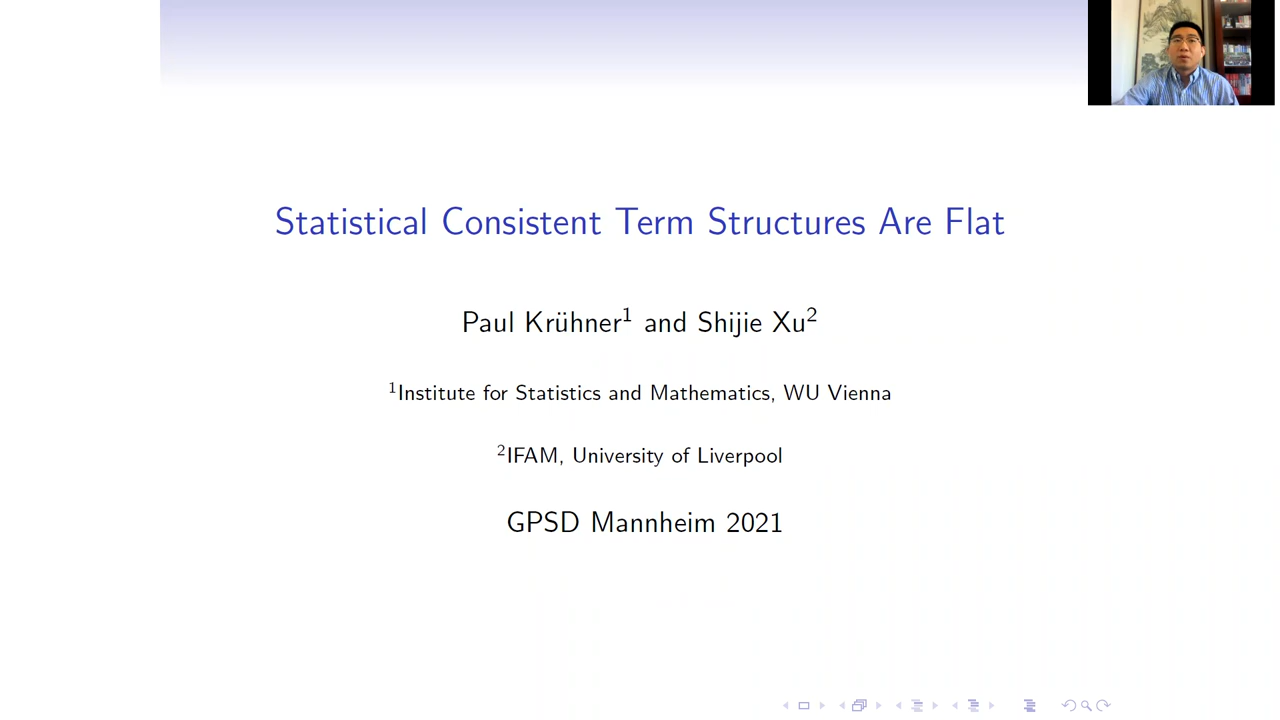 Statistical Consistent Term Structures Are Flat
Paul Krühner¹ and Shijie Xu²
¹Institute for Statistics and Mathematics, WU Vienna
²IFAM, University of Liverpool
GPSD Mannheim 2021